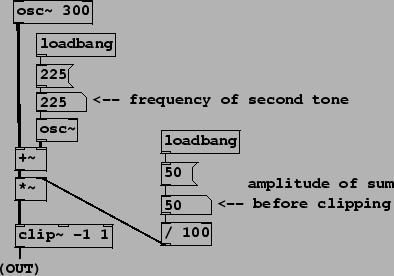 osc~ 300
loadbang
225
225
<-- frequency of second tone
osc~
loadbang
+~
50
*~
amplitude of sum
50
<-- before clipping
clip~ -1 1
/ 100
(OUT)